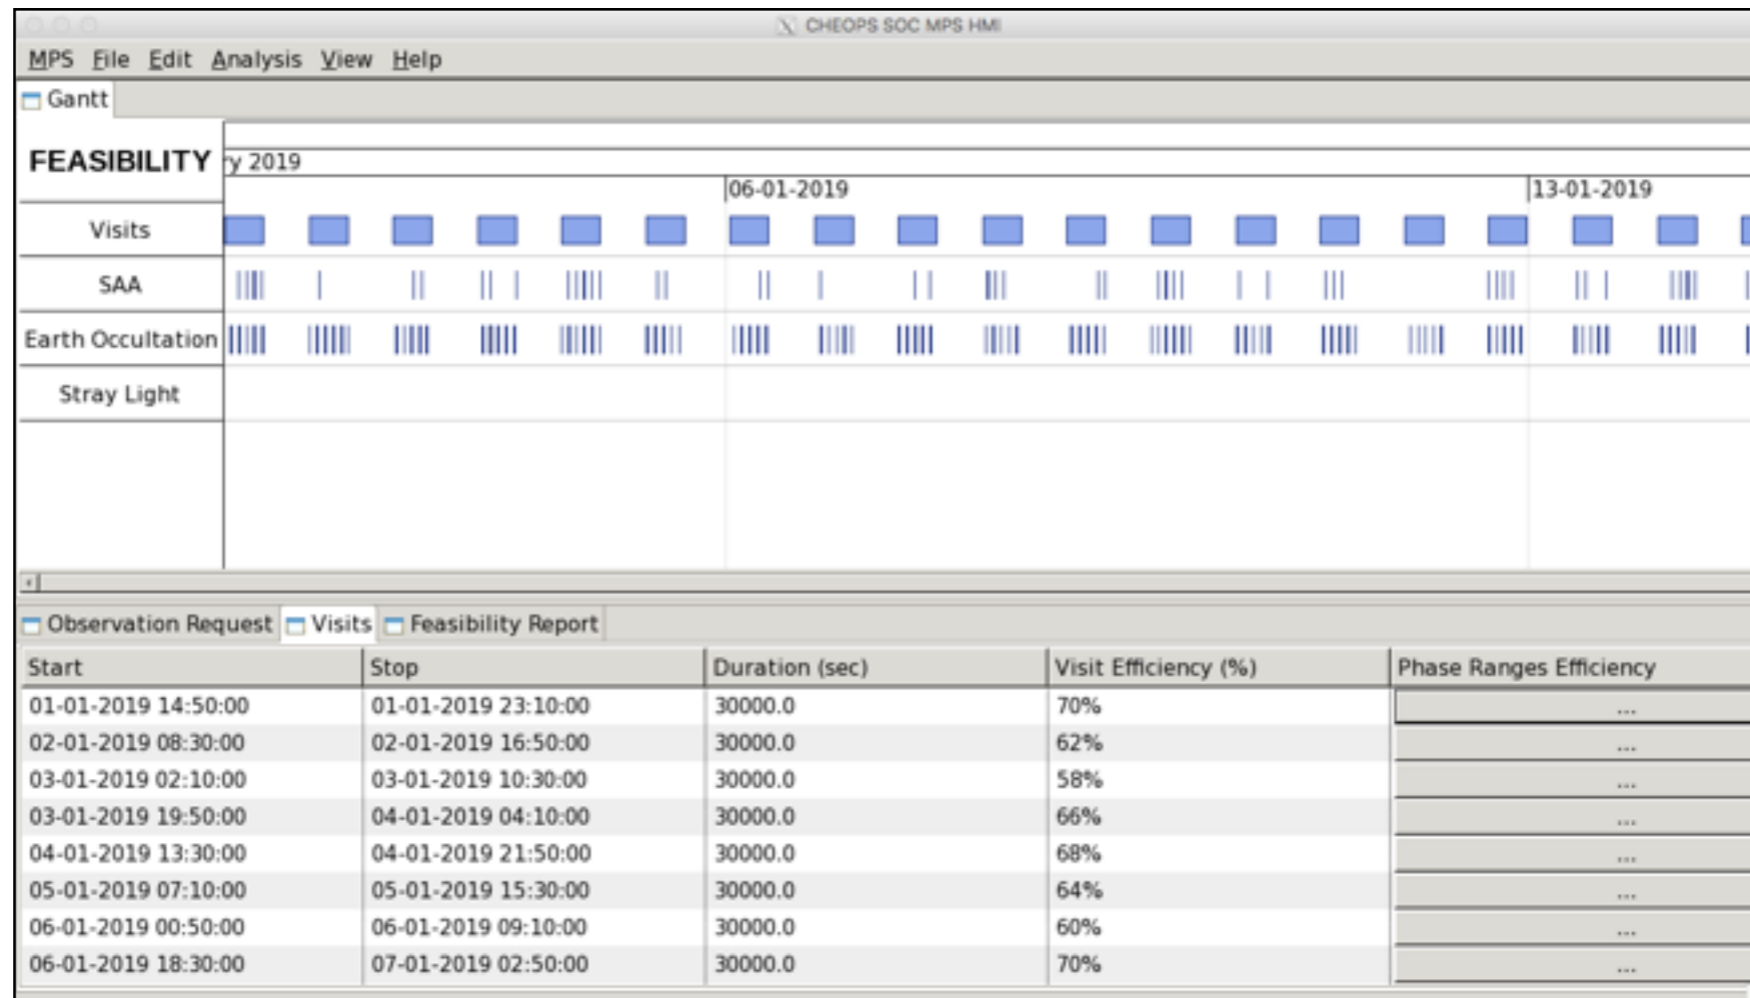 CHEOPS SOC MPS HMI
MPS File Edit Analysis View Help
Gantt
FEASIBILITY
ry 2019
06-01-2019 13-01-2019
Visits
SAA
Earth Occultation
Stray Light
Observation Request Visits Feasibility Report
Start Stop Duration (sec) Visit Efficiency (%) Phase Ranges Efficiency
01-01-2019 14:50:00 01-01-2019 23:10:00 30000.0 70% ...
02-01-2019 08:30:00 02-01-2019 16:50:00 30000.0 62% ...
03-01-2019 02:10:00 03-01-2019 10:30:00 30000.0 58% ...
03-01-2019 19:50:00 04-01-2019 04:10:00 30000.0 66% ...
04-01-2019 13:30:00 04-01-2019 21:50:00 30000.0 68% ...
05-01-2019 07:10:00 05-01-2019 15:30:00 30000.0 64% ...
06-01-2019 00:50:00 06-01-2019 09:10:00 30000.0 60% ...
06-01-2019 18:30:00 07-01-2019 02:50:00 30000.0 70% ...